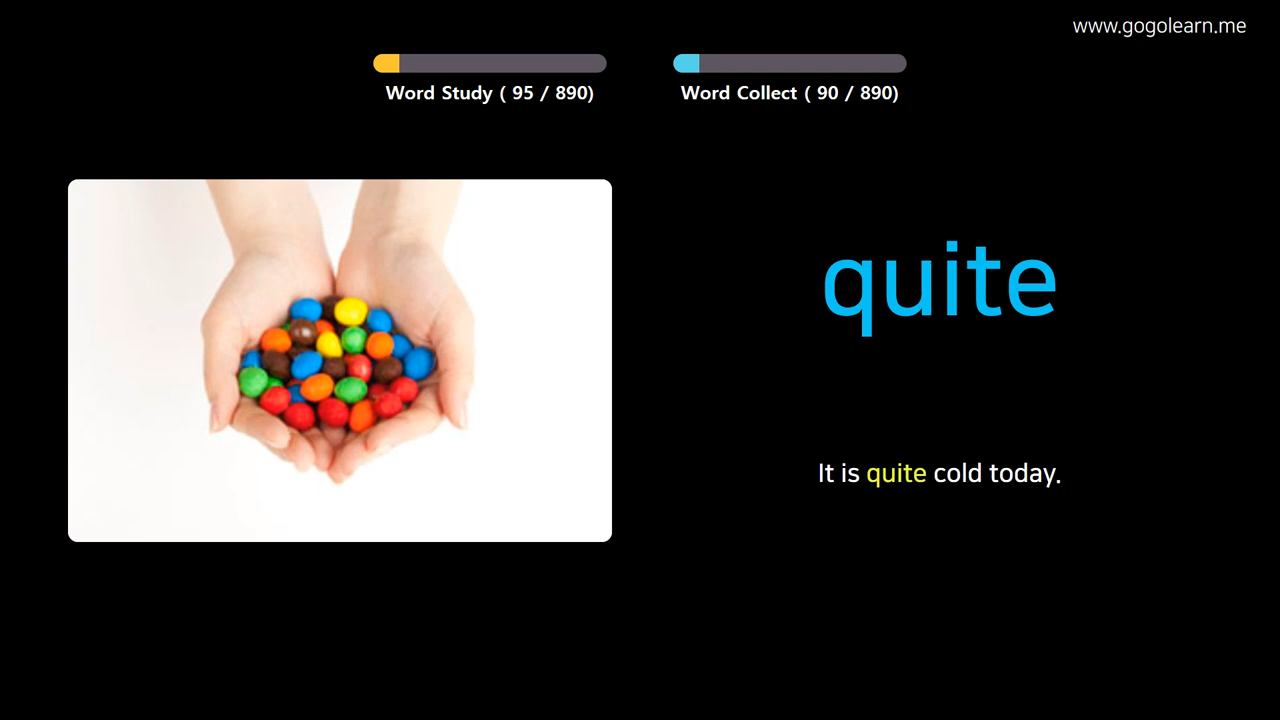 www.gogolearn.me
Word Study ( 95 / 890)
Word Collect ( 90 / 890)
quite
It is quite cold today.